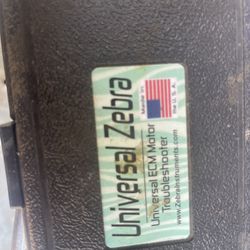 Universal Zebra
Made IN
the U. S. A.
Universal ECM Motor
Troubleshooter
www.ZebraInstruments.com